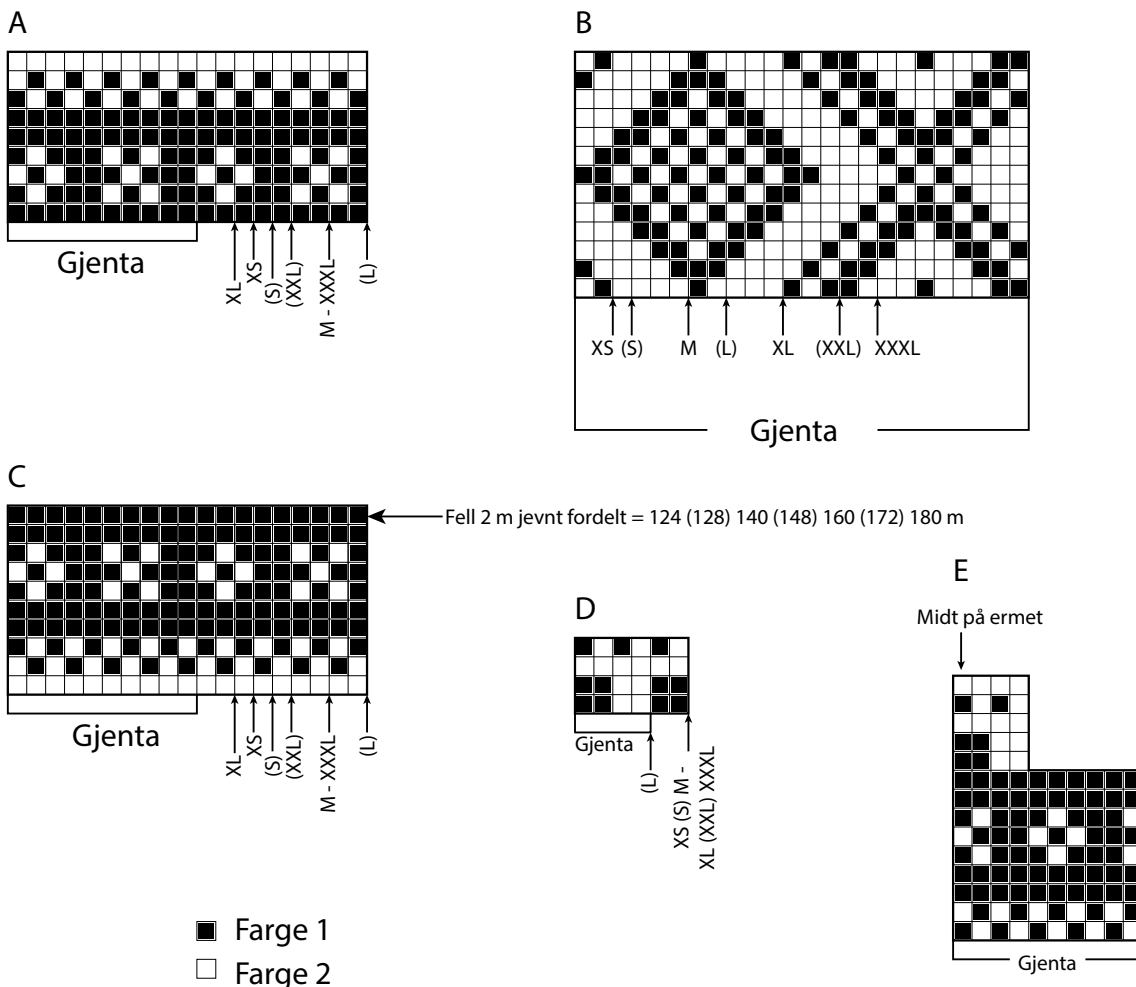 A
Gjenta
XL
XS
(S)
(XXL)
M - XXXL
(L)
B
XS (S) M (L) XL (XXL) XXXL
Gjenta
C
Fell 2 m jevnt fordelt = 124 (128) 140 (148) 160 (172) 180 m
Gjenta
XL
XS
(S)
(XXL)
M - XXXL
(L)
D
Gjenta
(L)
XS (S) M -
XL (XXL) XXXL
E
Midt på ermet
Gjenta
Farge 1
Farge 2